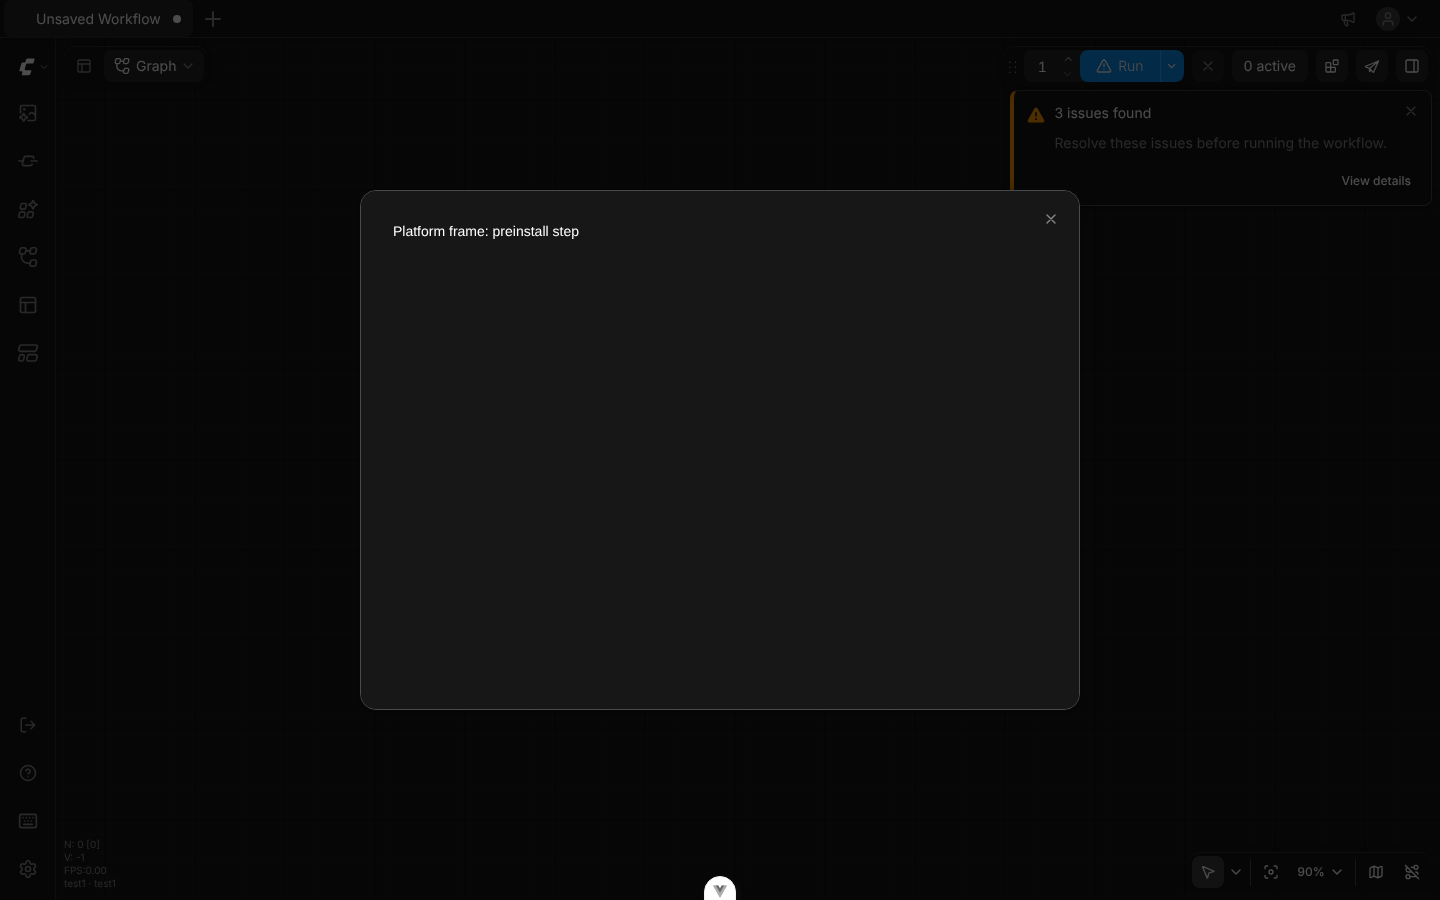 Unsaved Workflow
Graph
1
Run
0 active
3 issues found
Resolve these issues before running the workflow.
View details
Platform frame: preinstall step
N: 0 [0]
V: -1
FPS:0.00
test1 - test1
90%